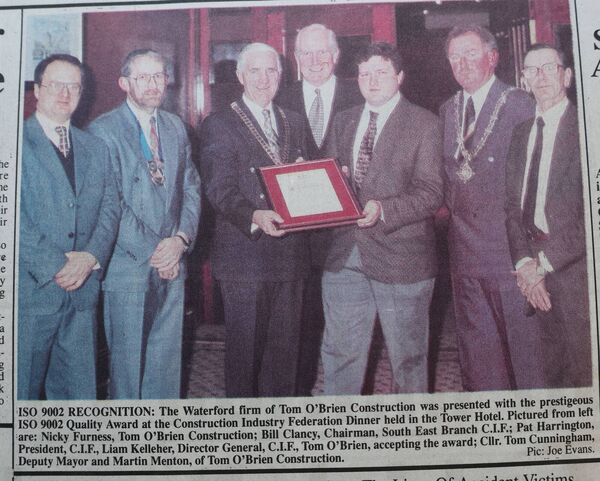 ISO 9002 RECOGNITION: The Waterford firm of Tom O'Brien Construction was presented with the prestigeous
ISO 9002 Quality Award at the Construction Industry Federation Dinner held in the Tower Hotel. Pictured from left
are: Nicky Furness, Tom O'Brien Construction; Bill Clancy, Chairman, South East Branch C.I.F.; Pat Harrington,
President, C.I.F., Liam Kelleher, Director General, C.I.F., Tom O'Brien, accepting the award; Cllr. Tom Cunningham,
Deputy Mayor and Martin Menton, of Tom O'Brien Construction. Pic: Joe Evans.